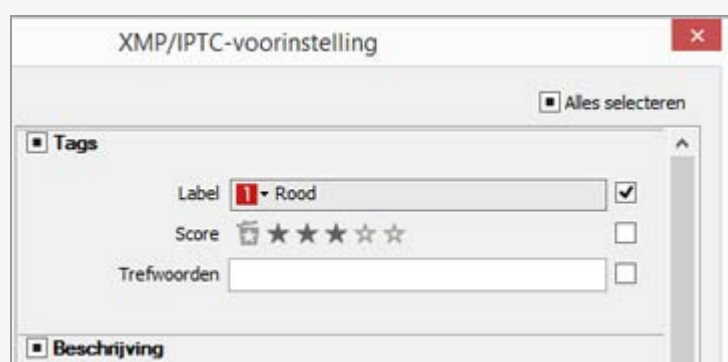 XMP/IPTC-voorinstelling
Alles selecteren
Tags
Label 1 Rood
Score
Trefwoorden
Beschrijving